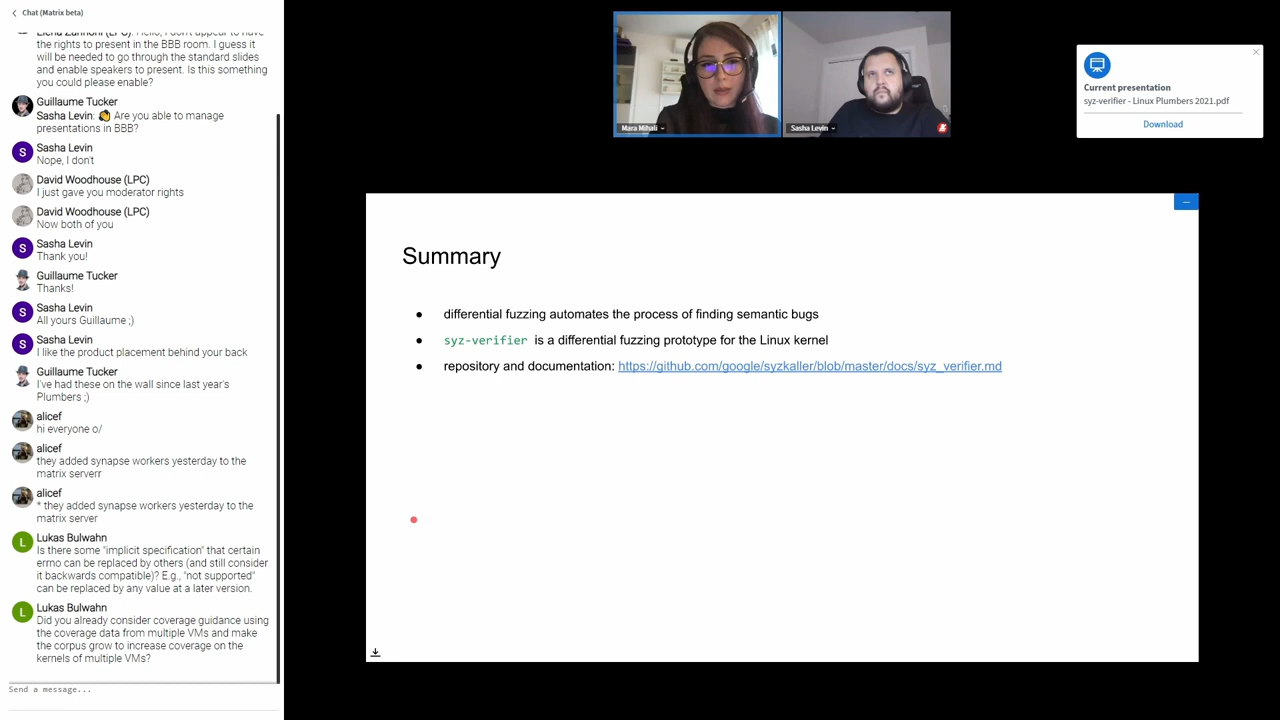 Chat (Matrix beta)
Elena Zannoni (LPC): Hello, I don't appear to have
the rights to present in the BBB room. I guess it
will be needed to go through the standard slides
and enable speakers to present. Is this something
you could please enable?
Guillaume Tucker
Sasha Levin: 👋 Are you able to manage
presentations in BBB?
S
Sasha Levin
Nope, I don't
David Woodhouse (LPC)
I just gave you moderator rights
David Woodhouse (LPC)
Now both of you
S
Sasha Levin
Thank you!
Guillaume Tucker
Thanks!
S
Sasha Levin
All yours Guillaume ;)
S
Sasha Levin
I like the product placement behind your back
Guillaume Tucker
I've had these on the wall since last year's
Plumbers ;)
alicef
hi everyone o/
alicef
they added synapse workers yesterday to the
matrix serverr
alicef
* they added synapse workers yesterday to the
matrix server
L
Lukas Bulwahn
Is there some "implicit specification" that certain
errno can be replaced by others (and still consider
it backwards compatible)? E.g., "not supported"
can be replaced by any value at a later version.
L
Lukas Bulwahn
Did you already consider coverage guidance using
the coverage data from multiple VMs and make
the corpus grow to increase coverage on the
kernels of multiple VMs?
Send a message...
Mara Mihali
Sasha Levin
Current presentation
syz-verifier - Linux Plumbers 2021.pdf
Download
Summary
● differential fuzzing automates the process of finding semantic bugs
● syz-verifier is a differential fuzzing prototype for the Linux kernel
● repository and documentation: https://github.com/google/syzkaller/blob/master/docs/syz_verifier.md